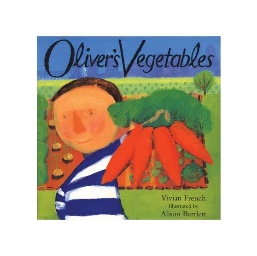 Oliver's Vegetables
Vivian French
Illustrated by
Alison Bartlett